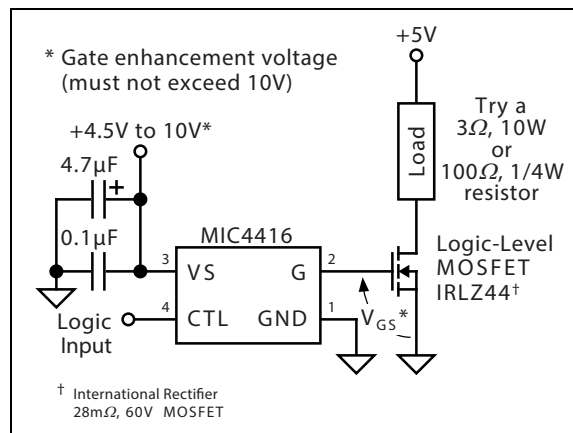 * Gate enhancement voltage
(must not exceed 10V)
+5V
+4.5V to 10V*
4.7µF
+
0.1µF
Load
Try a
3Ω, 10W
or
100Ω, 1/4W
resistor
MIC4416
3
VS
G
2
4
CTL
GND
1
Logic
Input
VGS*
Logic-Level
MOSFET
IRLZ44†
† International Rectifier
28mΩ, 60V MOSFET